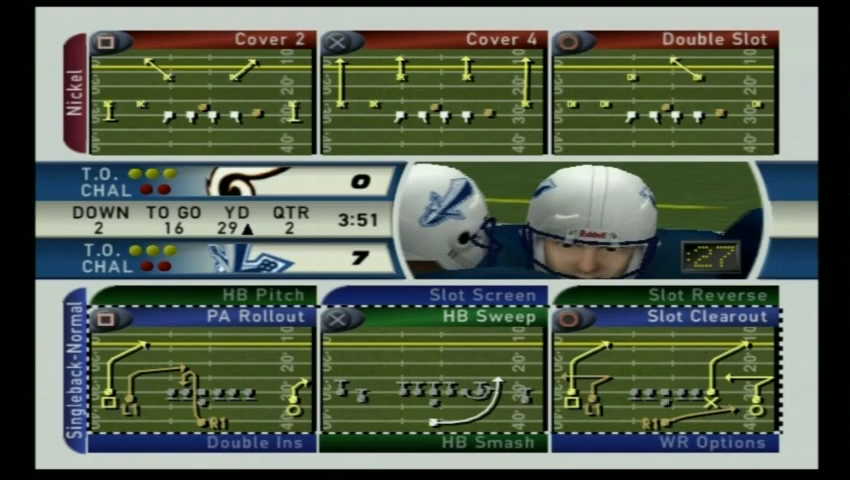 Nickel
Cover 2
Cover 4
Double Slot
T.O.
CHAL
0
DOWN TO GO YD QTR
2 16 29▲ 2
3:51
T.O.
CHAL
7
Riddell
:27
Singleback-Normal
HB Pitch
Slot Screen
Slot Reverse
PA Rollout
HB Sweep
Slot Clearout
L1
R1
L1
R1
Double Ins
HB Smash
WR Options